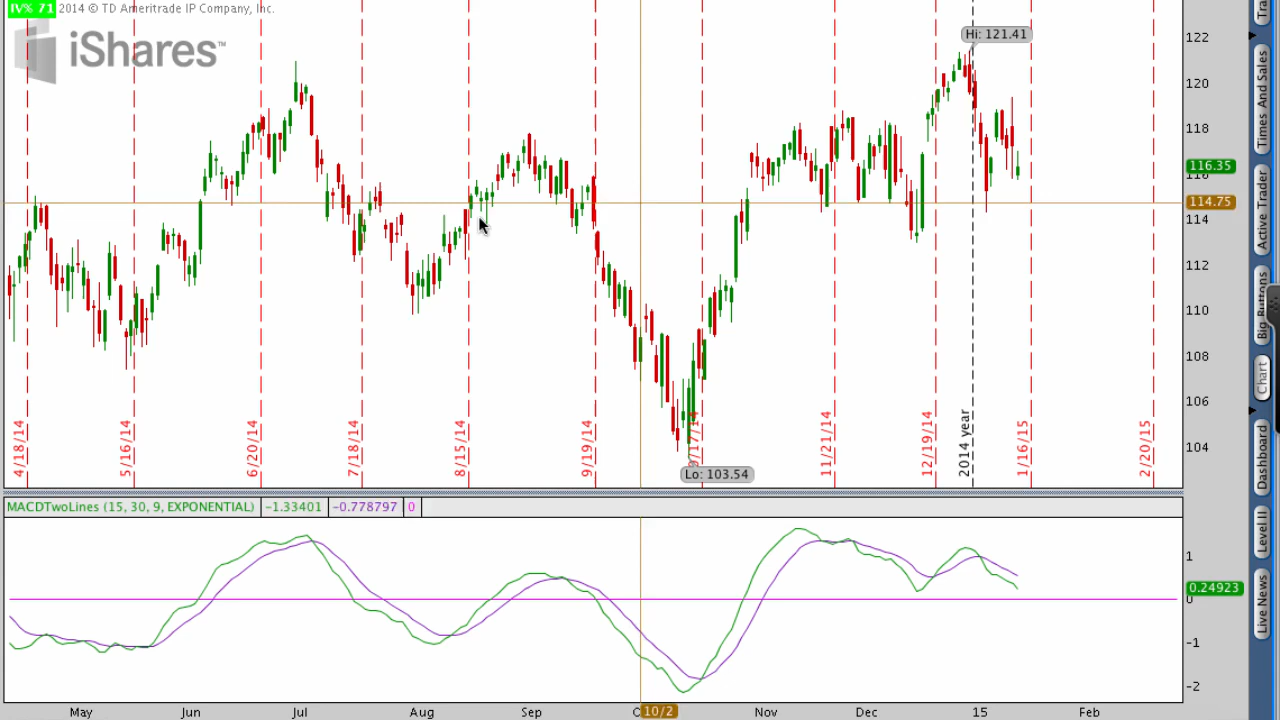 IV% 71 2014 © TD Ameritrade IP Company, Inc.
iShares™
Hi: 121.41
122
120
118
116.35
116
114.75
114
112
110
108
106
104
4/18/14
5/16/14
6/20/14
7/18/14
8/15/14
9/19/14
11/21/14
12/19/14
2014 year
1/16/15
2/20/15
Lo: 103.54
MACDTwoLines (15, 30, 9, EXPONENTIAL) -1.33401 -0.778797 0
1
0.24923
0
-1
-2
May Jun Jul Aug Sep 10/2 Nov Dec 15 Feb
Times And Sales
Active Trader
Big Buttons
Chart
Dashboard
Level II
Live News